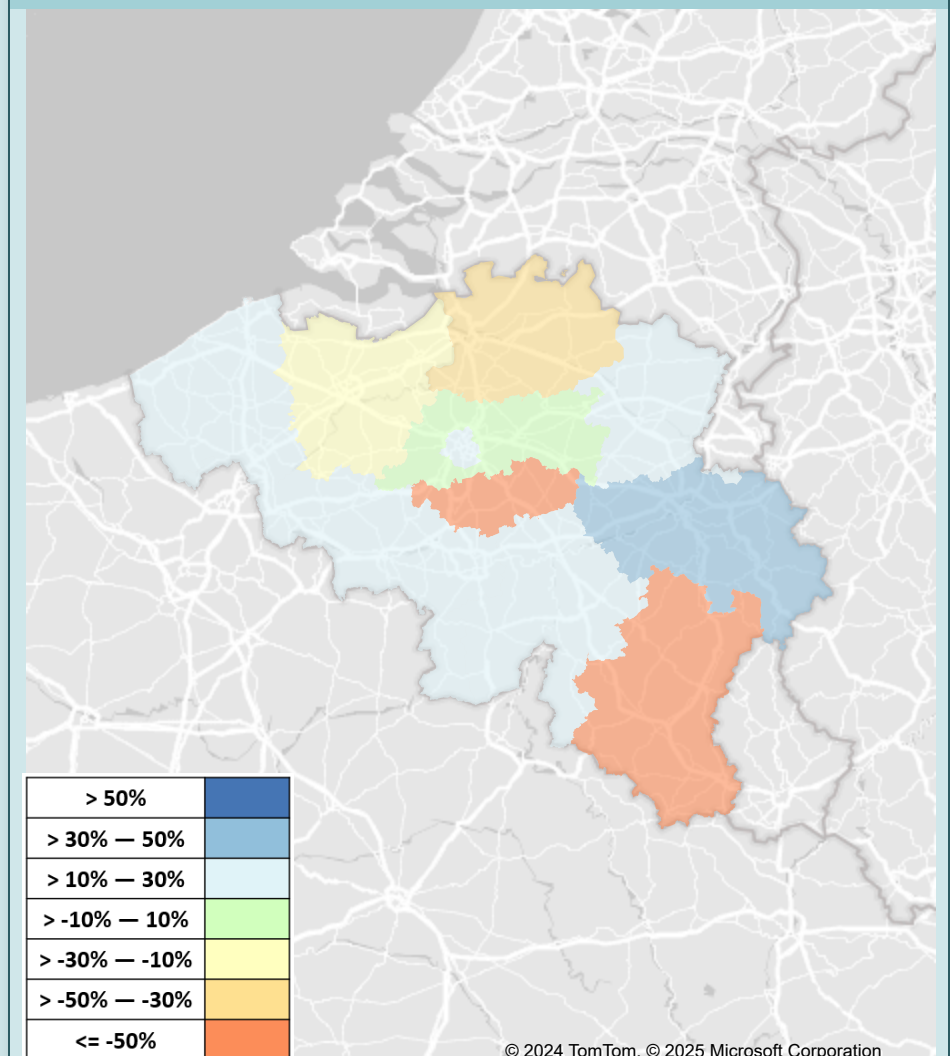 > 50%
> 30% — 50%
> 10% — 30%
> -10% — 10%
> -30% — -10%
> -50% — -30%
<= -50%
© 2024 TomTom, © 2025 Microsoft Corporation